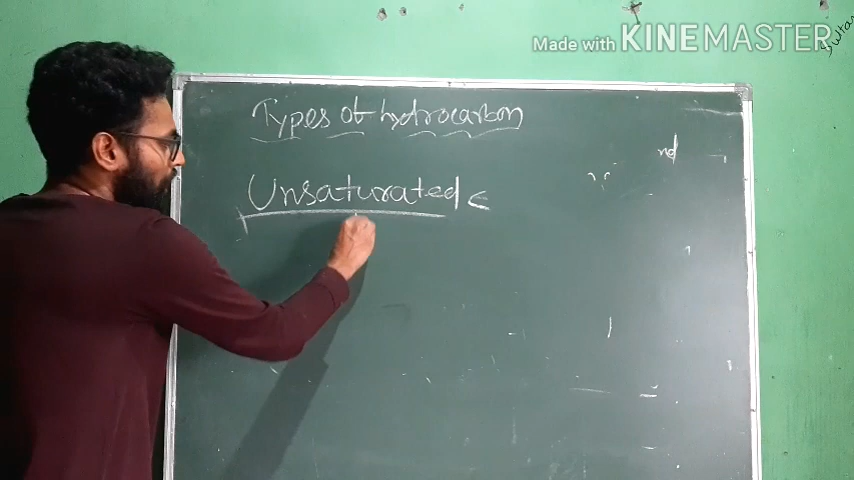 Made with KINEMASTER
Types of hydrocarbon
Unsaturated c